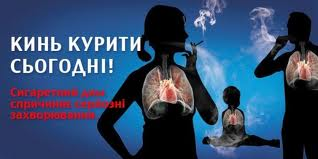 КИНЬ КУРИТИ
СЬОГОДНІ!
Сигаретний дим
спричиняє серйозні
захворювання